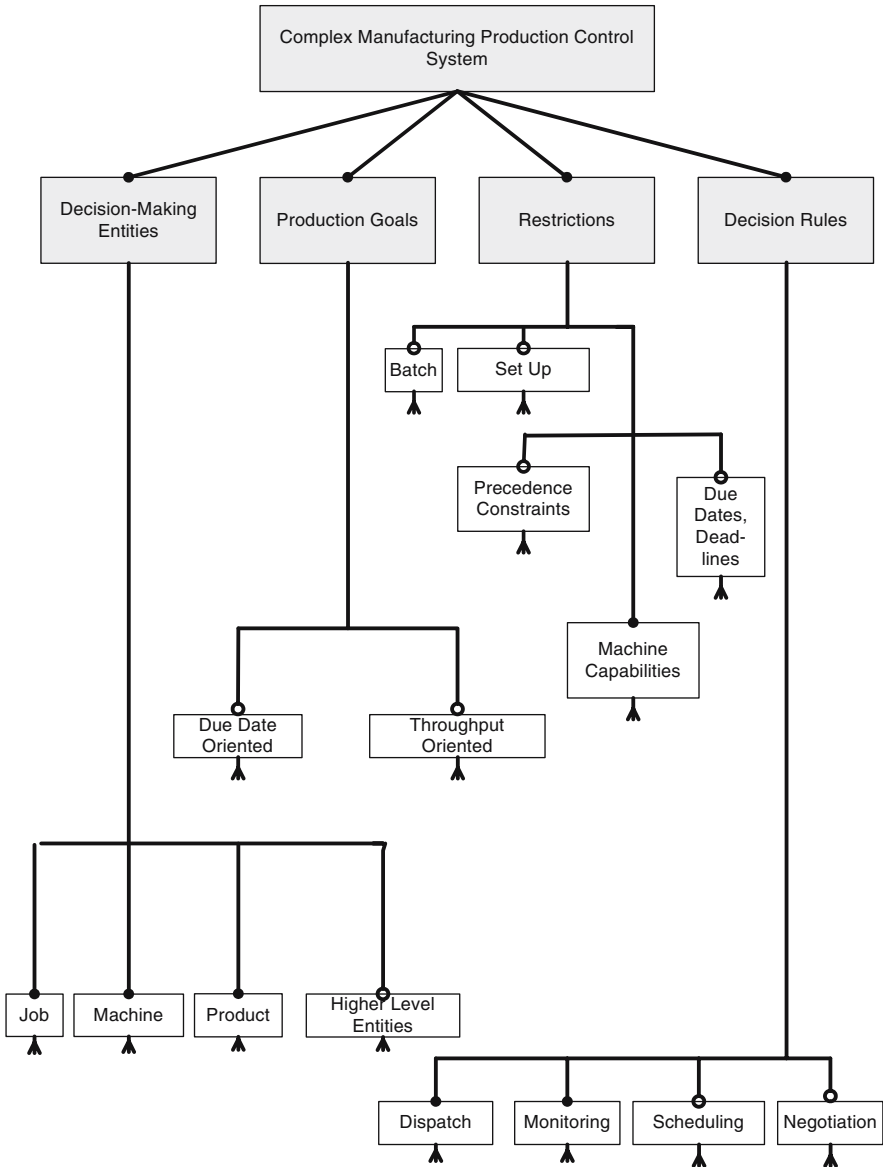 Complex Manufacturing Production Control
System
Decision-Making
Entities
Production Goals
Restrictions
Decision Rules
Batch
Set Up
Precedence
Constraints
Due
Dates,
Dead-
lines
Machine
Capabilities
Due Date
Oriented
Throughput
Oriented
Job
Machine
Product
Higher Level
Entities
Dispatch
Monitoring
Scheduling
Negotiation